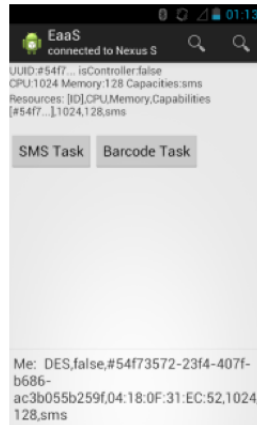 01:13
EaaS
connected to Nexus S
UUID:#54f7... isController:false
CPU:1024 Memory:128 Capacities:sms
Resources: [ID],CPU,Memory,Capabilities
[#54f7...],1024,128,sms
SMS Task
Barcode Task
Me: DES,false,#54f73572-23f4-407f-
b686-
ac3b055b259f,04:18:0F:31:EC:52,1024
128,sms